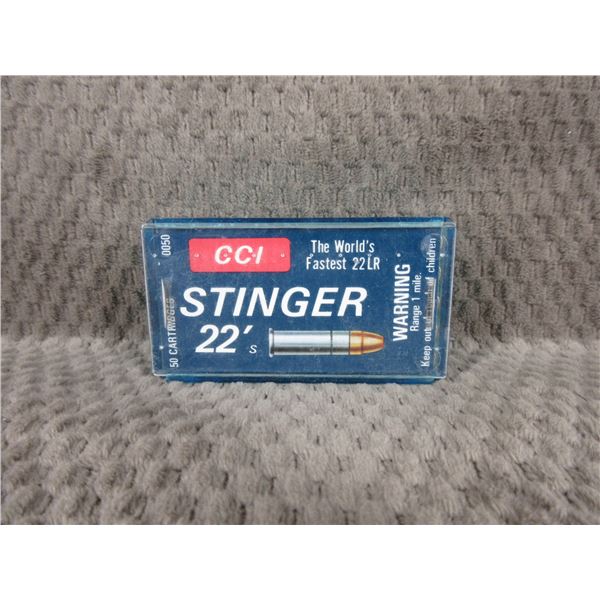 0050
50 CARTRIDGES
CCI
The World's
Fastest 22LR
STINGER
22's
WARNING
Range 1 mile.
Keep out of reach of children